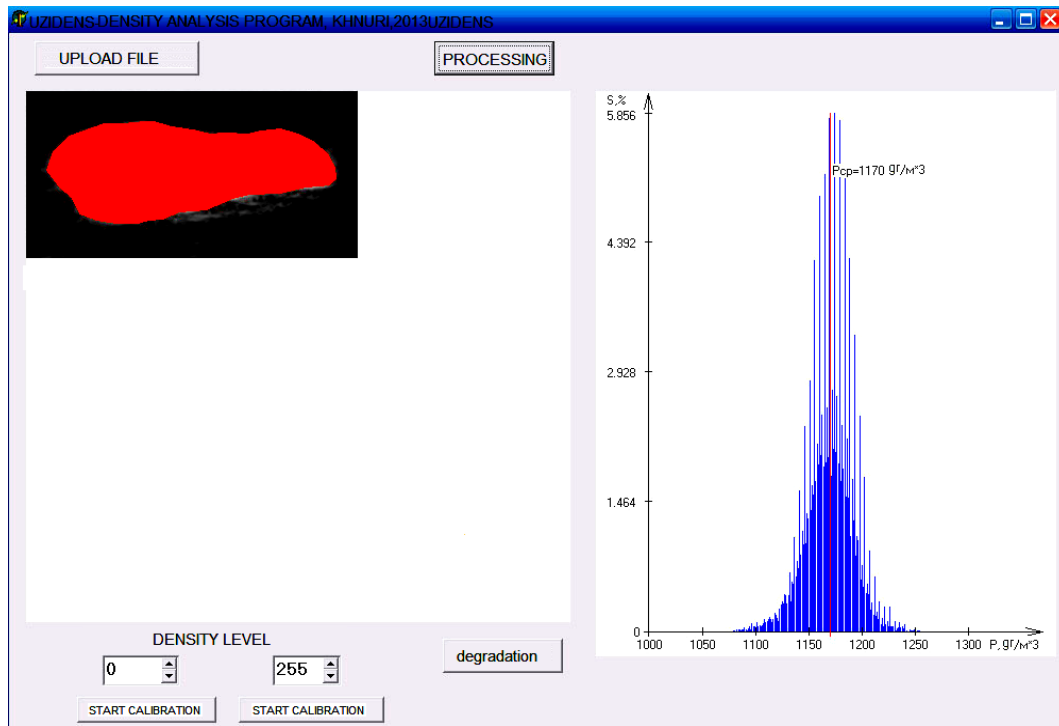 UZIDENS-DENSITY ANALYSIS PROGRAM, KHNURI,2013UZIDENS
UPLOAD FILE
PROCESSING
S,%
5.856
Pcp=1170 gr/м*3
4.392
2.928
1.464
0
1000 1050 1100 1150 1200 1250 1300 P,gr/м*3
DENSITY LEVEL
degradation
0 255
START CALIBRATION START CALIBRATION